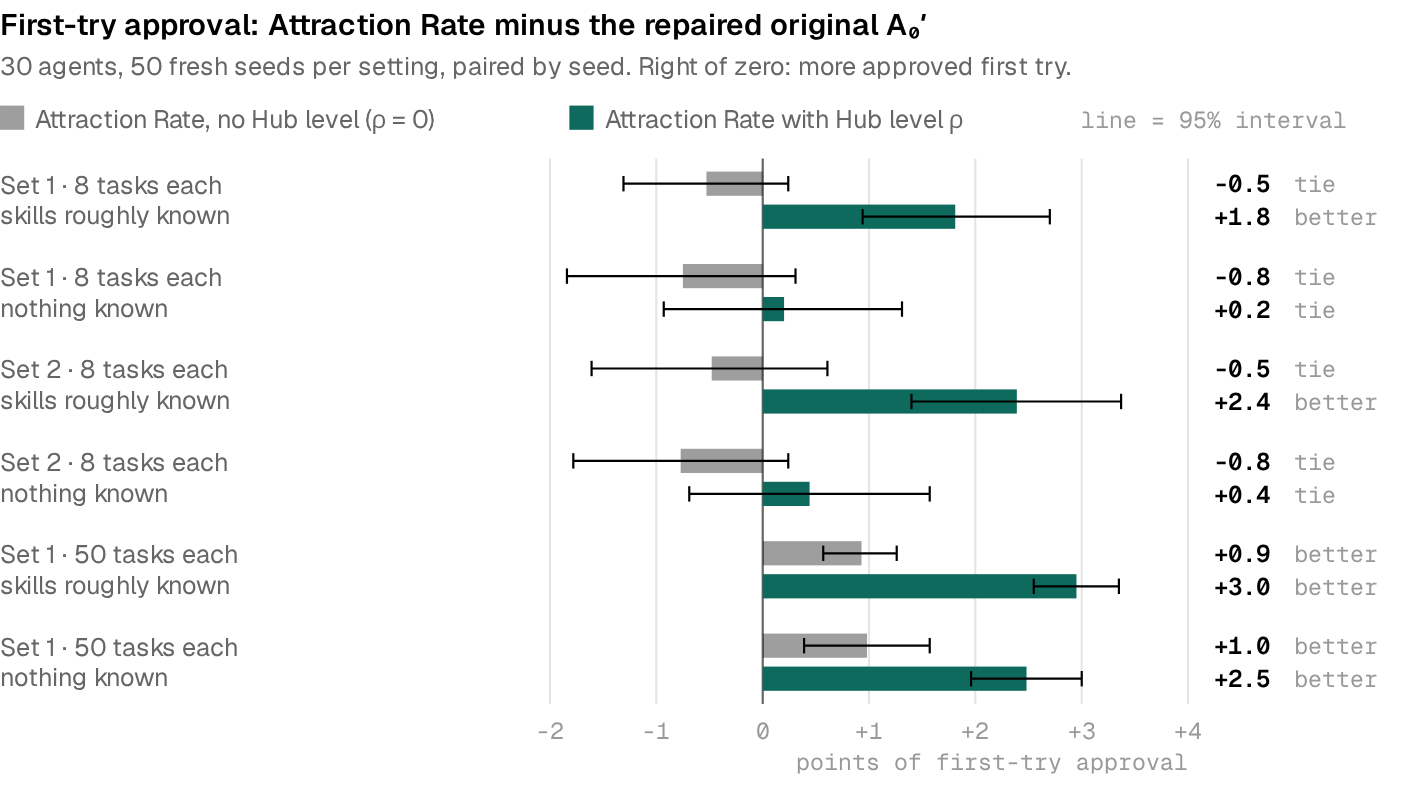 First-try approval: Attraction Rate minus the repaired original A₀′
30 agents, 50 fresh seeds per setting, paired by seed. Right of zero: more approved first try.
Attraction Rate, no Hub level (ρ = 0)
Attraction Rate with Hub level ρ
line = 95% interval
Set 1 · 8 tasks each
skills roughly known
-0.5 tie
+1.8 better
Set 1 · 8 tasks each
nothing known
-0.8 tie
+0.2 tie
Set 2 · 8 tasks each
skills roughly known
-0.5 tie
+2.4 better
Set 2 · 8 tasks each
nothing known
-0.8 tie
+0.4 tie
Set 1 · 50 tasks each
skills roughly known
+0.9 better
+3.0 better
Set 1 · 50 tasks each
nothing known
+1.0 better
+2.5 better
-2 -1 0 +1 +2 +3 +4
points of first-try approval